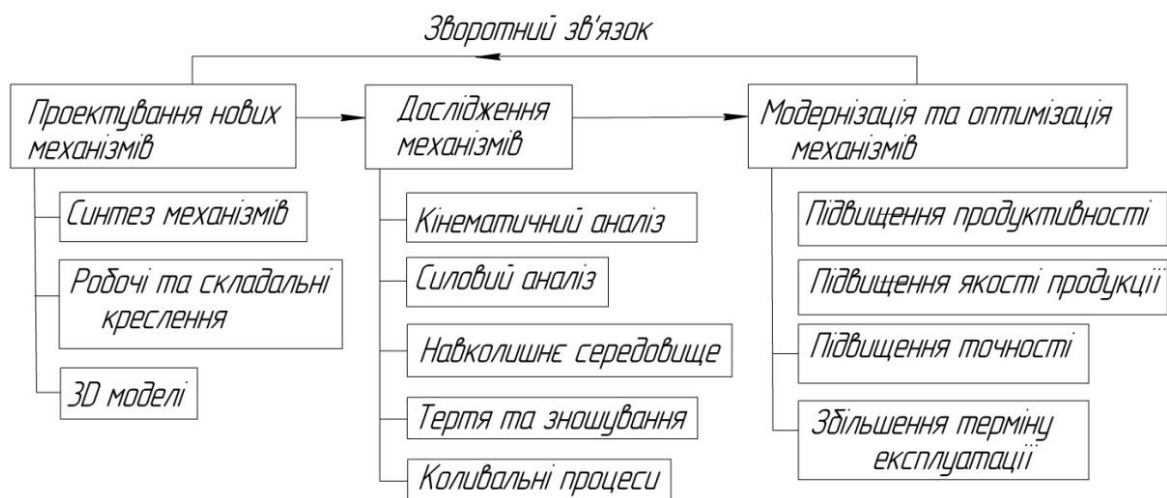 Зворотний зв'язок
Проектування нових
механізмів
Дослідження
механізмів
Модернізація та оптимізація
механізмів
Синтез механізмів
Робочі та складальні
креслення
3D моделі
Кінематичний аналіз
Силовий аналіз
Навколишнє середовище
Тертя та зношування
Коливальні процеси
Підвищення продуктивності
Підвищення якості продукції
Підвищення точності
Збільшення терміну
експлуатації